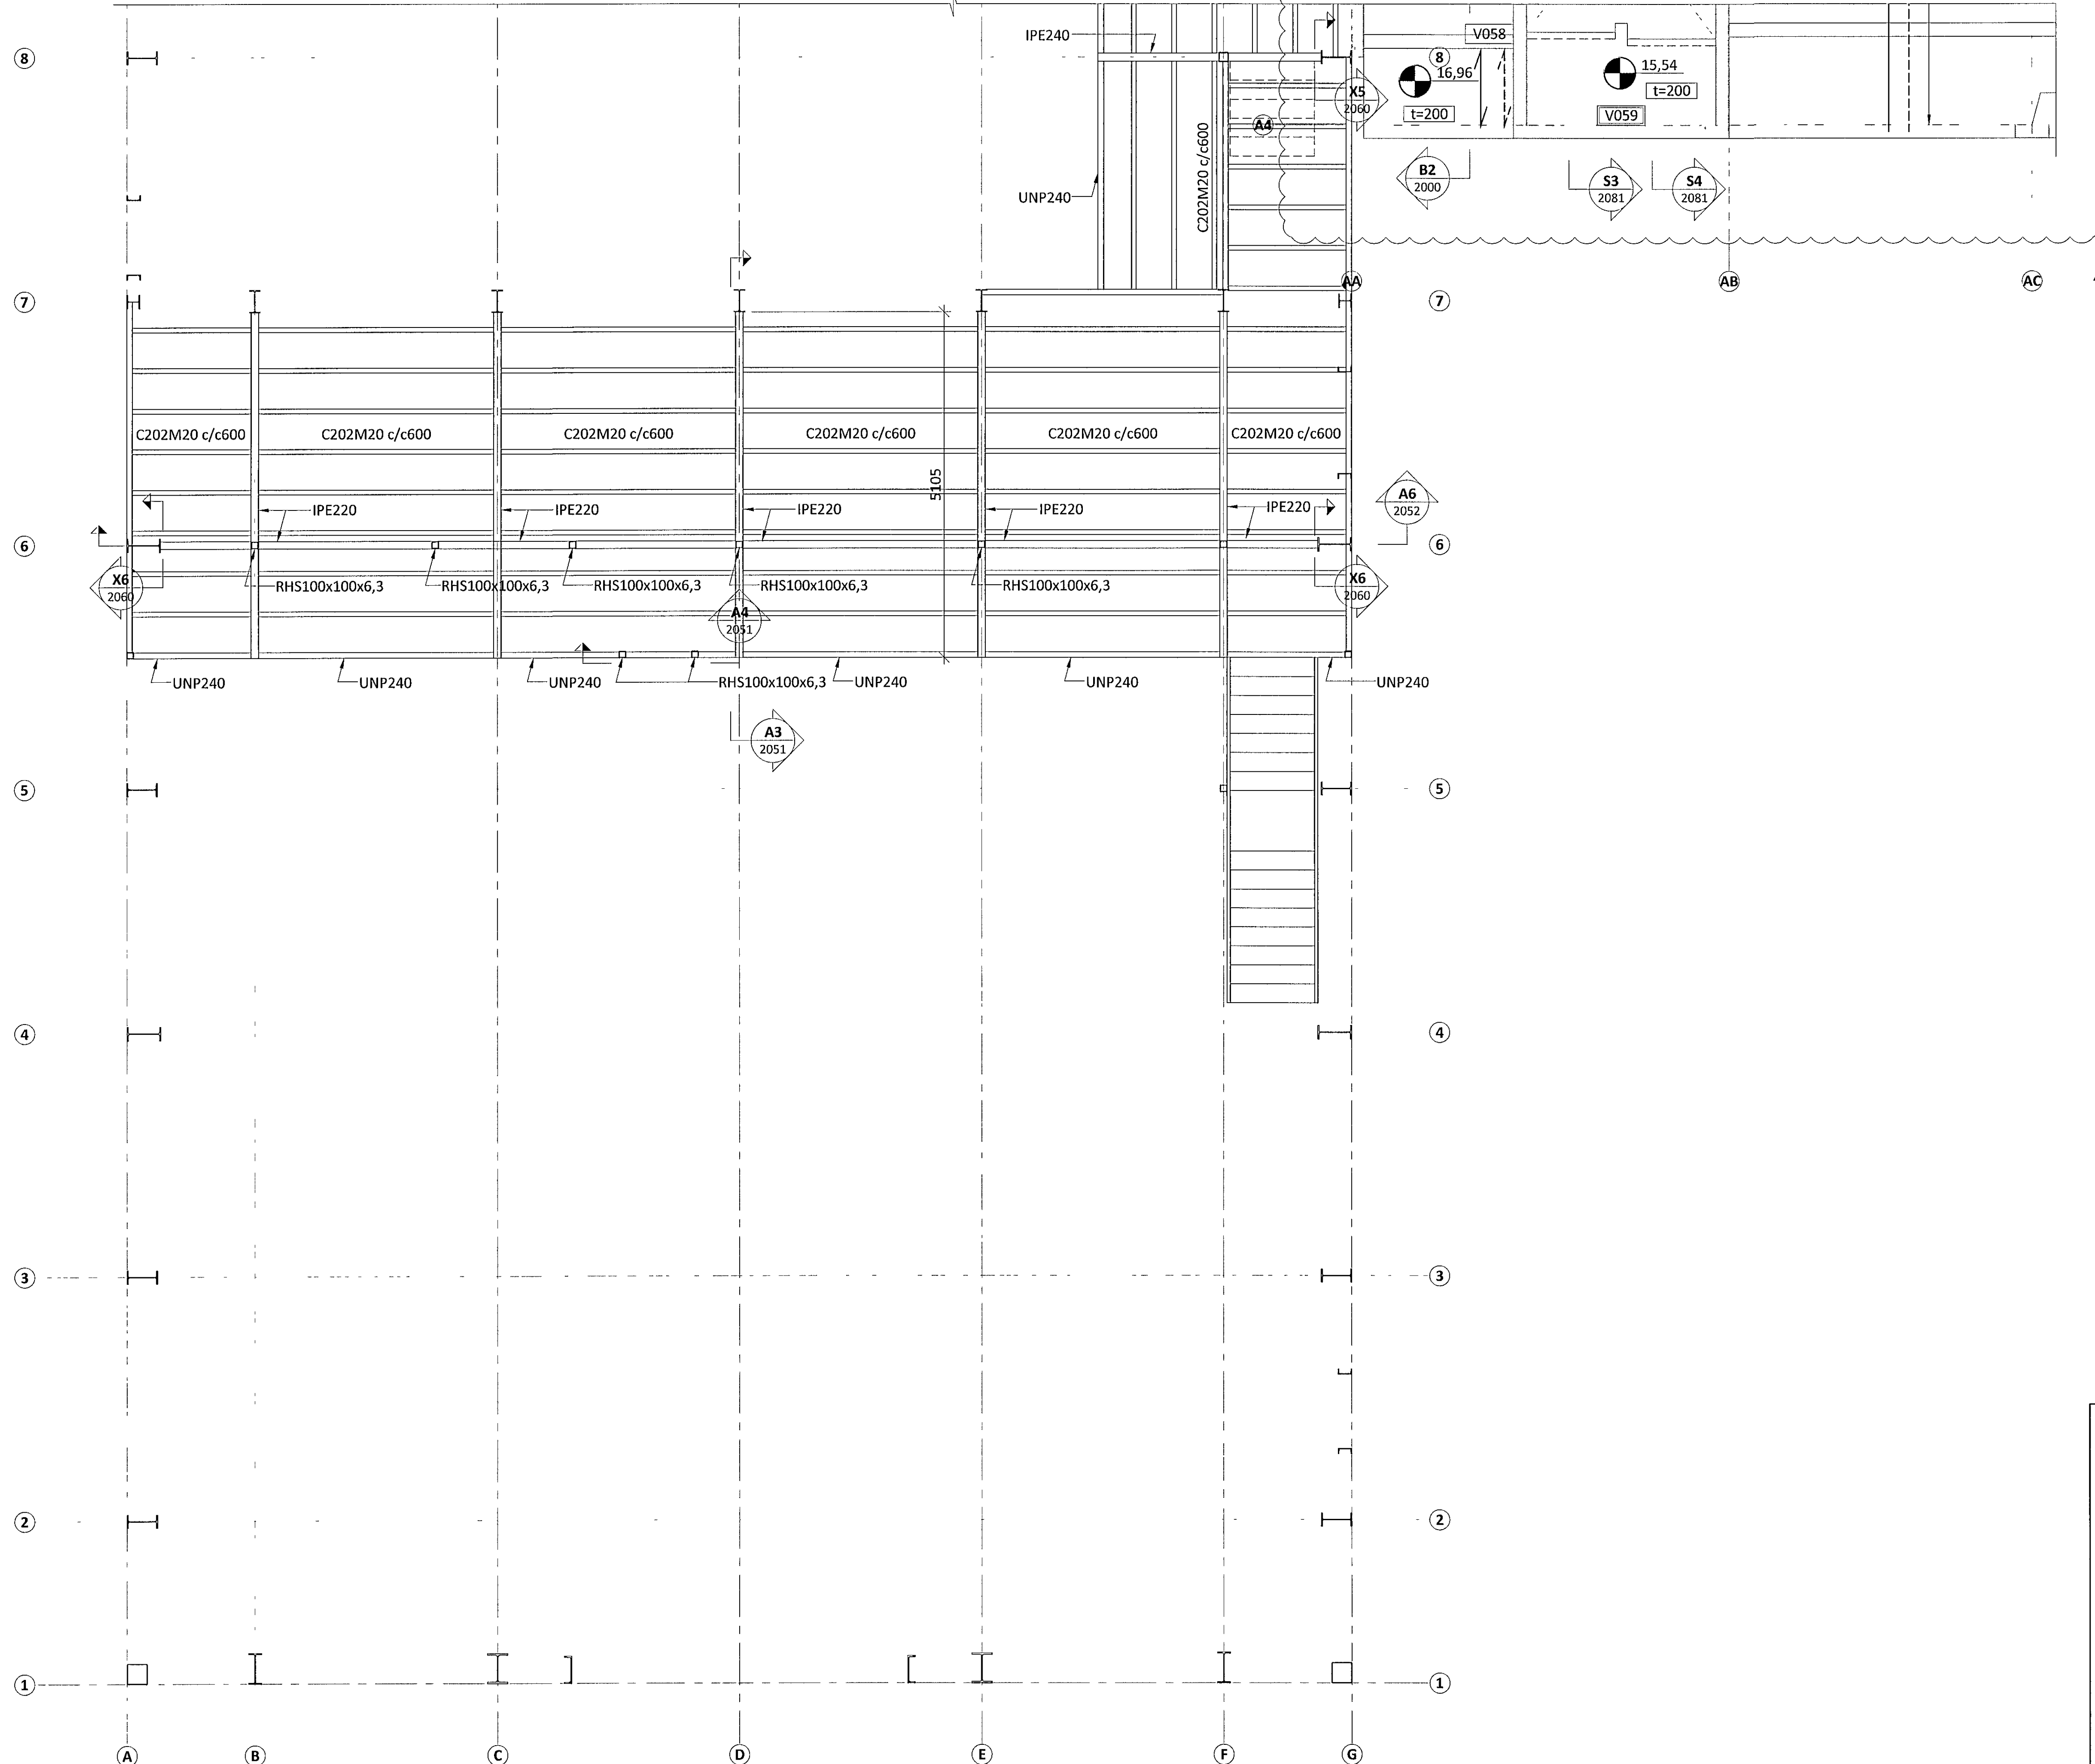 IPE240
V058
8
8
16,96
15,54
t=200
t=200
V059
X5
2060
A4
C202M20 c/c600
UNP240
B2
2000
S3
2081
S4
2081
AA
AB
AC
7
7
C202M20 c/c600
C202M20 c/c600
C202M20 c/c600
C202M20 c/c600
C202M20 c/c600
C202M20 c/c600
5105
A6
2052
IPE220
IPE220
IPE220
IPE220
IPE220
6
6
X6
2060
RHS100x100x6,3
RHS100x100x6,3
RHS100x100x6,3
RHS100x100x6,3
RHS100x100x6,3
X6
2060
A4
2051
UNP240
UNP240
UNP240
RHS100x100x6,3
UNP240
UNP240
UNP240
A3
2051
5
5
4
4
3
3
2
2
1
1
A
B
C
D
E
F
G